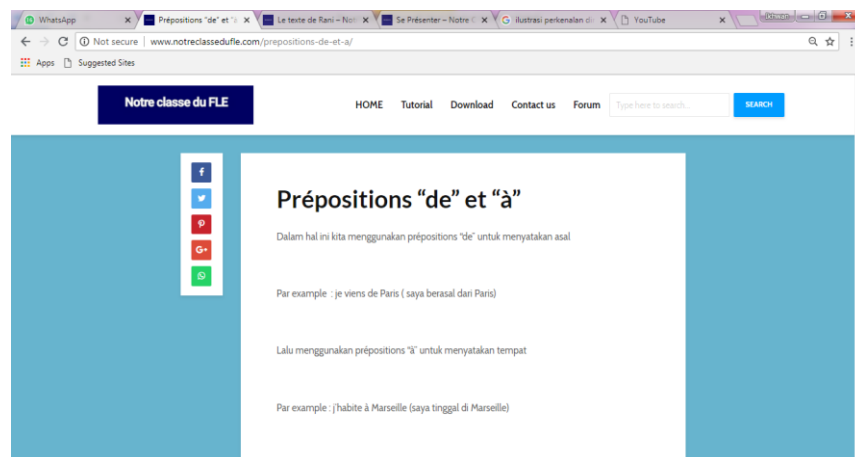 WhatsApp
Prépositions "de" et "à
Le texte de Rani – Not
Se Présenter – Notre C
ilustrasi perkenalan di
YouTube
Not secure | www.notreclassedufle.com/prepositions-de-et-a/
Apps
Suggested Sites
Notre classe du FLE
HOME
Tutorial
Download
Contact us
Forum
Type here to search...
SEARCH
Prépositions “de” et “à”
Dalam hal ini kita menggunakan prépositions “de” untuk menyatakan asal
Par example : je viens de Paris ( saya berasal dari Paris)
Lalu menggunakan prépositions “à” untuk menyatakan tempat
Par example : j’habite à Marseille (saya tinggal di Marseille)